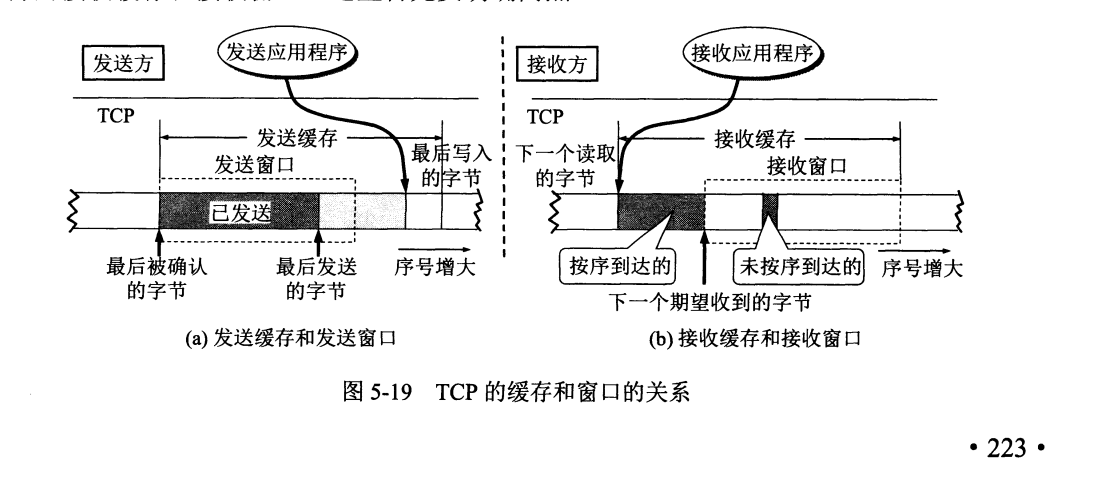 发送方
发送应用程序
接收方
接收应用程序
TCP
TCP
发送缓存
最后写入
的字节
发送窗口
已发送
最后被确认
的字节
最后发送
的字节
序号增大
下一个读取
的字节
接收缓存
接收窗口
按序到达的
未按序到达的
序号增大
下一个期望收到的字节
(a) 发送缓存和发送窗口
(b) 接收缓存和接收窗口
图 5-19 TCP 的缓存和窗口的关系
• 223 •